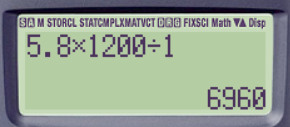 S A M STORCL STATCMPLXMATVCT D R G FIXSCI Math ▼▲ Disp
5.8×1200÷1
6960